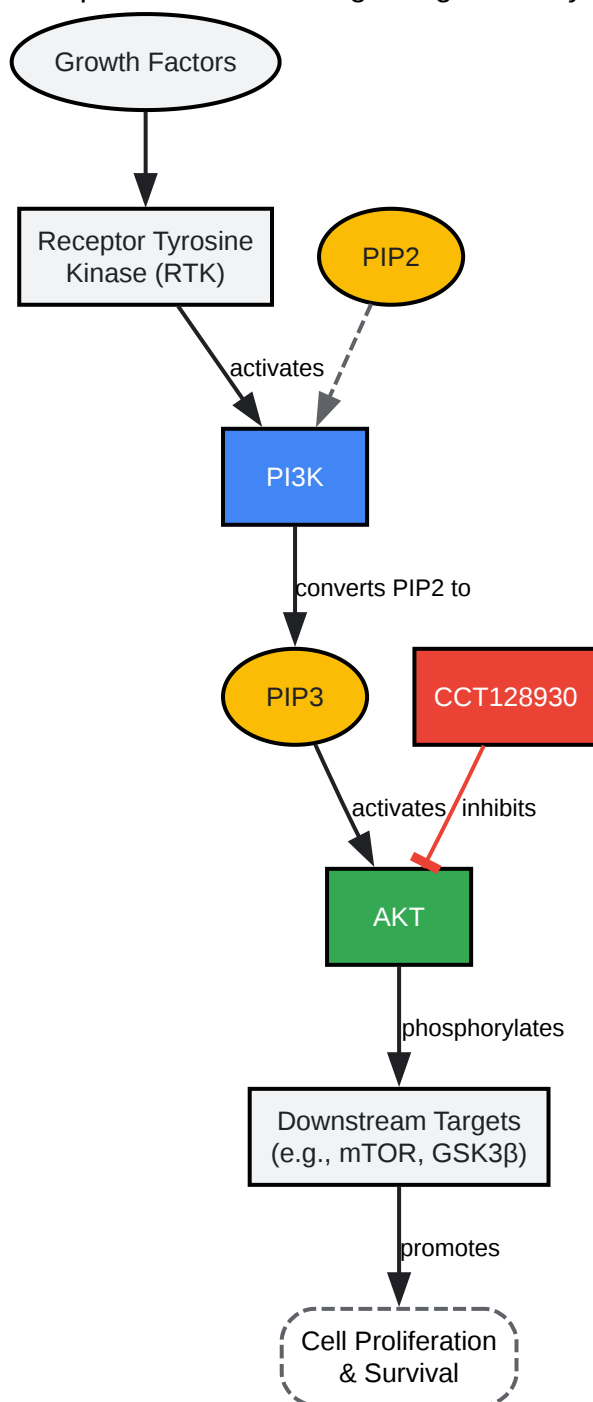 Growth Factors
Receptor Tyrosine
Kinase (RTK)
PIP2
activates
PI3K
converts PIP2 to
PIP3
CCT128930
activates
inhibits
AKT
phosphorylates
Downstream Targets
(e.g., mTOR, GSK3β)
promotes
Cell Proliferation
& Survival